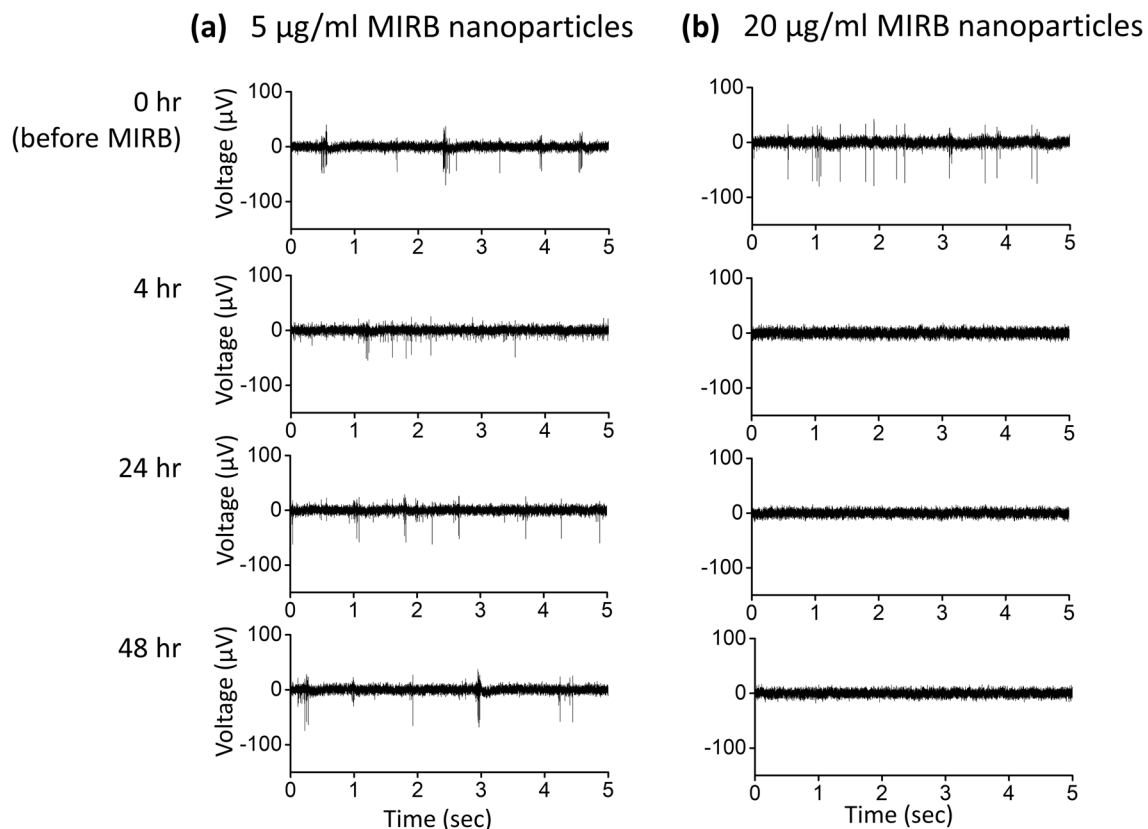 (a) 5 µg/ml MIRB nanoparticles
(b) 20 µg/ml MIRB nanoparticles
0 hr
(before MIRB)
Voltage (µV)
100
0
-100
0 1 2 3 4 5
100
0
-100
0 1 2 3 4 5
4 hr
Voltage (µV)
100
0
-100
0 1 2 3 4 5
100
0
-100
0 1 2 3 4 5
24 hr
Voltage (µV)
100
0
-100
0 1 2 3 4 5
100
0
-100
0 1 2 3 4 5
48 hr
Voltage (µV)
100
0
-100
0 1 2 3 4 5
Time (sec)
100
0
-100
0 1 2 3 4 5
Time (sec)